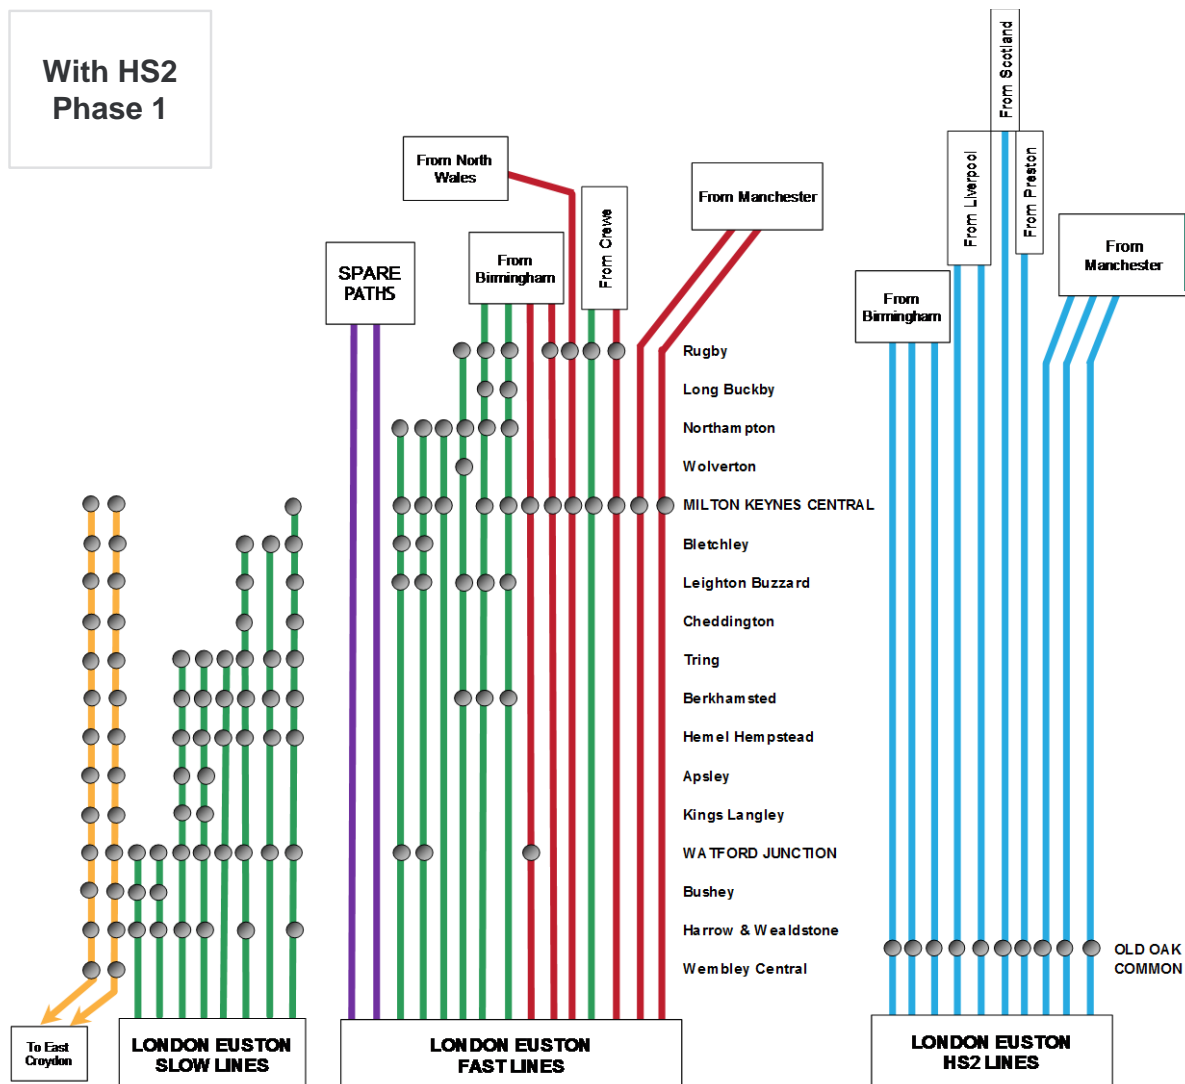 With HS2
Phase 1
From North
Wales
From Crewe
From Manchester
From
Birmingham
SPARE
PATHS
From Scotland
From Liverpool
From Preston
From
Manchester
From
Birmingham
Rugby
Long Buckby
Northampton
Wolverton
MILTON KEYNES CENTRAL
Bletchley
Leighton Buzzard
Cheddington
Tring
Berkhamsted
Hemel Hempstead
Apsley
Kings Langley
WATFORD JUNCTION
Bushey
Harrow & Wealdstone
Wembley Central
OLD OAK
COMMON
To East
Croydon
LONDON EUSTON
SLOW LINES
LONDON EUSTON
FAST LINES
LONDON EUSTON
HS2 LINES